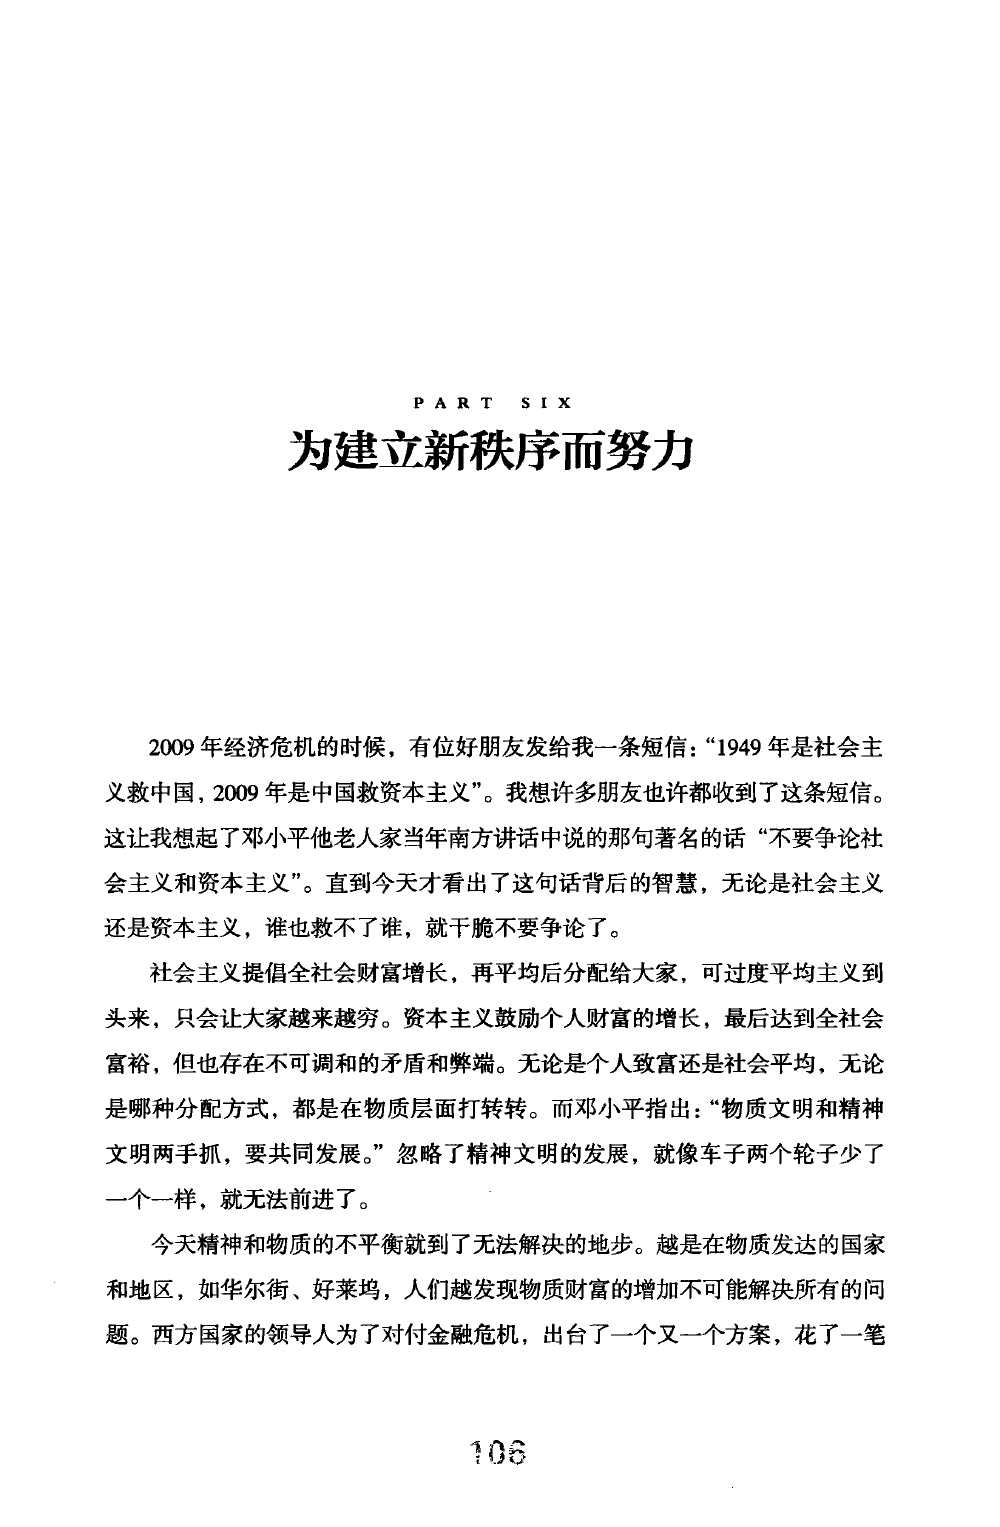 PART SIX
为建立新秩序而努力
2009 年经济危机的时候，有位好朋友发给我一条短信：“1949 年是社会主
义救中国，2009 年是中国救资本主义”。我想许多朋友也许都收到了这条短信。
这让我想起了邓小平他老人家当年南方讲话中说的那句著名的话“不要争论社
会主义和资本主义”。直到今天才看出了这句话背后的智慧，无论是社会主义
还是资本主义，谁也救不了谁，就干脆不要争论了。
社会主义提倡全社会财富增长，再平均后分配给大家，可过度平均主义到
头来，只会让大家越来越穷。资本主义鼓励个人财富的增长，最后达到全社会
富裕，但也存在不可调和的矛盾和弊端。无论是个人致富还是社会平均，无论
是哪种分配方式，都是在物质层面打转转。而邓小平指出：“物质文明和精神
文明两手抓，要共同发展。”忽略了精神文明的发展，就像车子两个轮子少了
一个一样，就无法前进了。
今天精神和物质的不平衡就到了无法解决的地步。越是在物质发达的国家
和地区，如华尔街、好莱坞，人们越发现物质财富的增加不可能解决所有的问
题。西方国家的领导人为了对付金融危机，出台了一个又一个方案，花了一笔
106